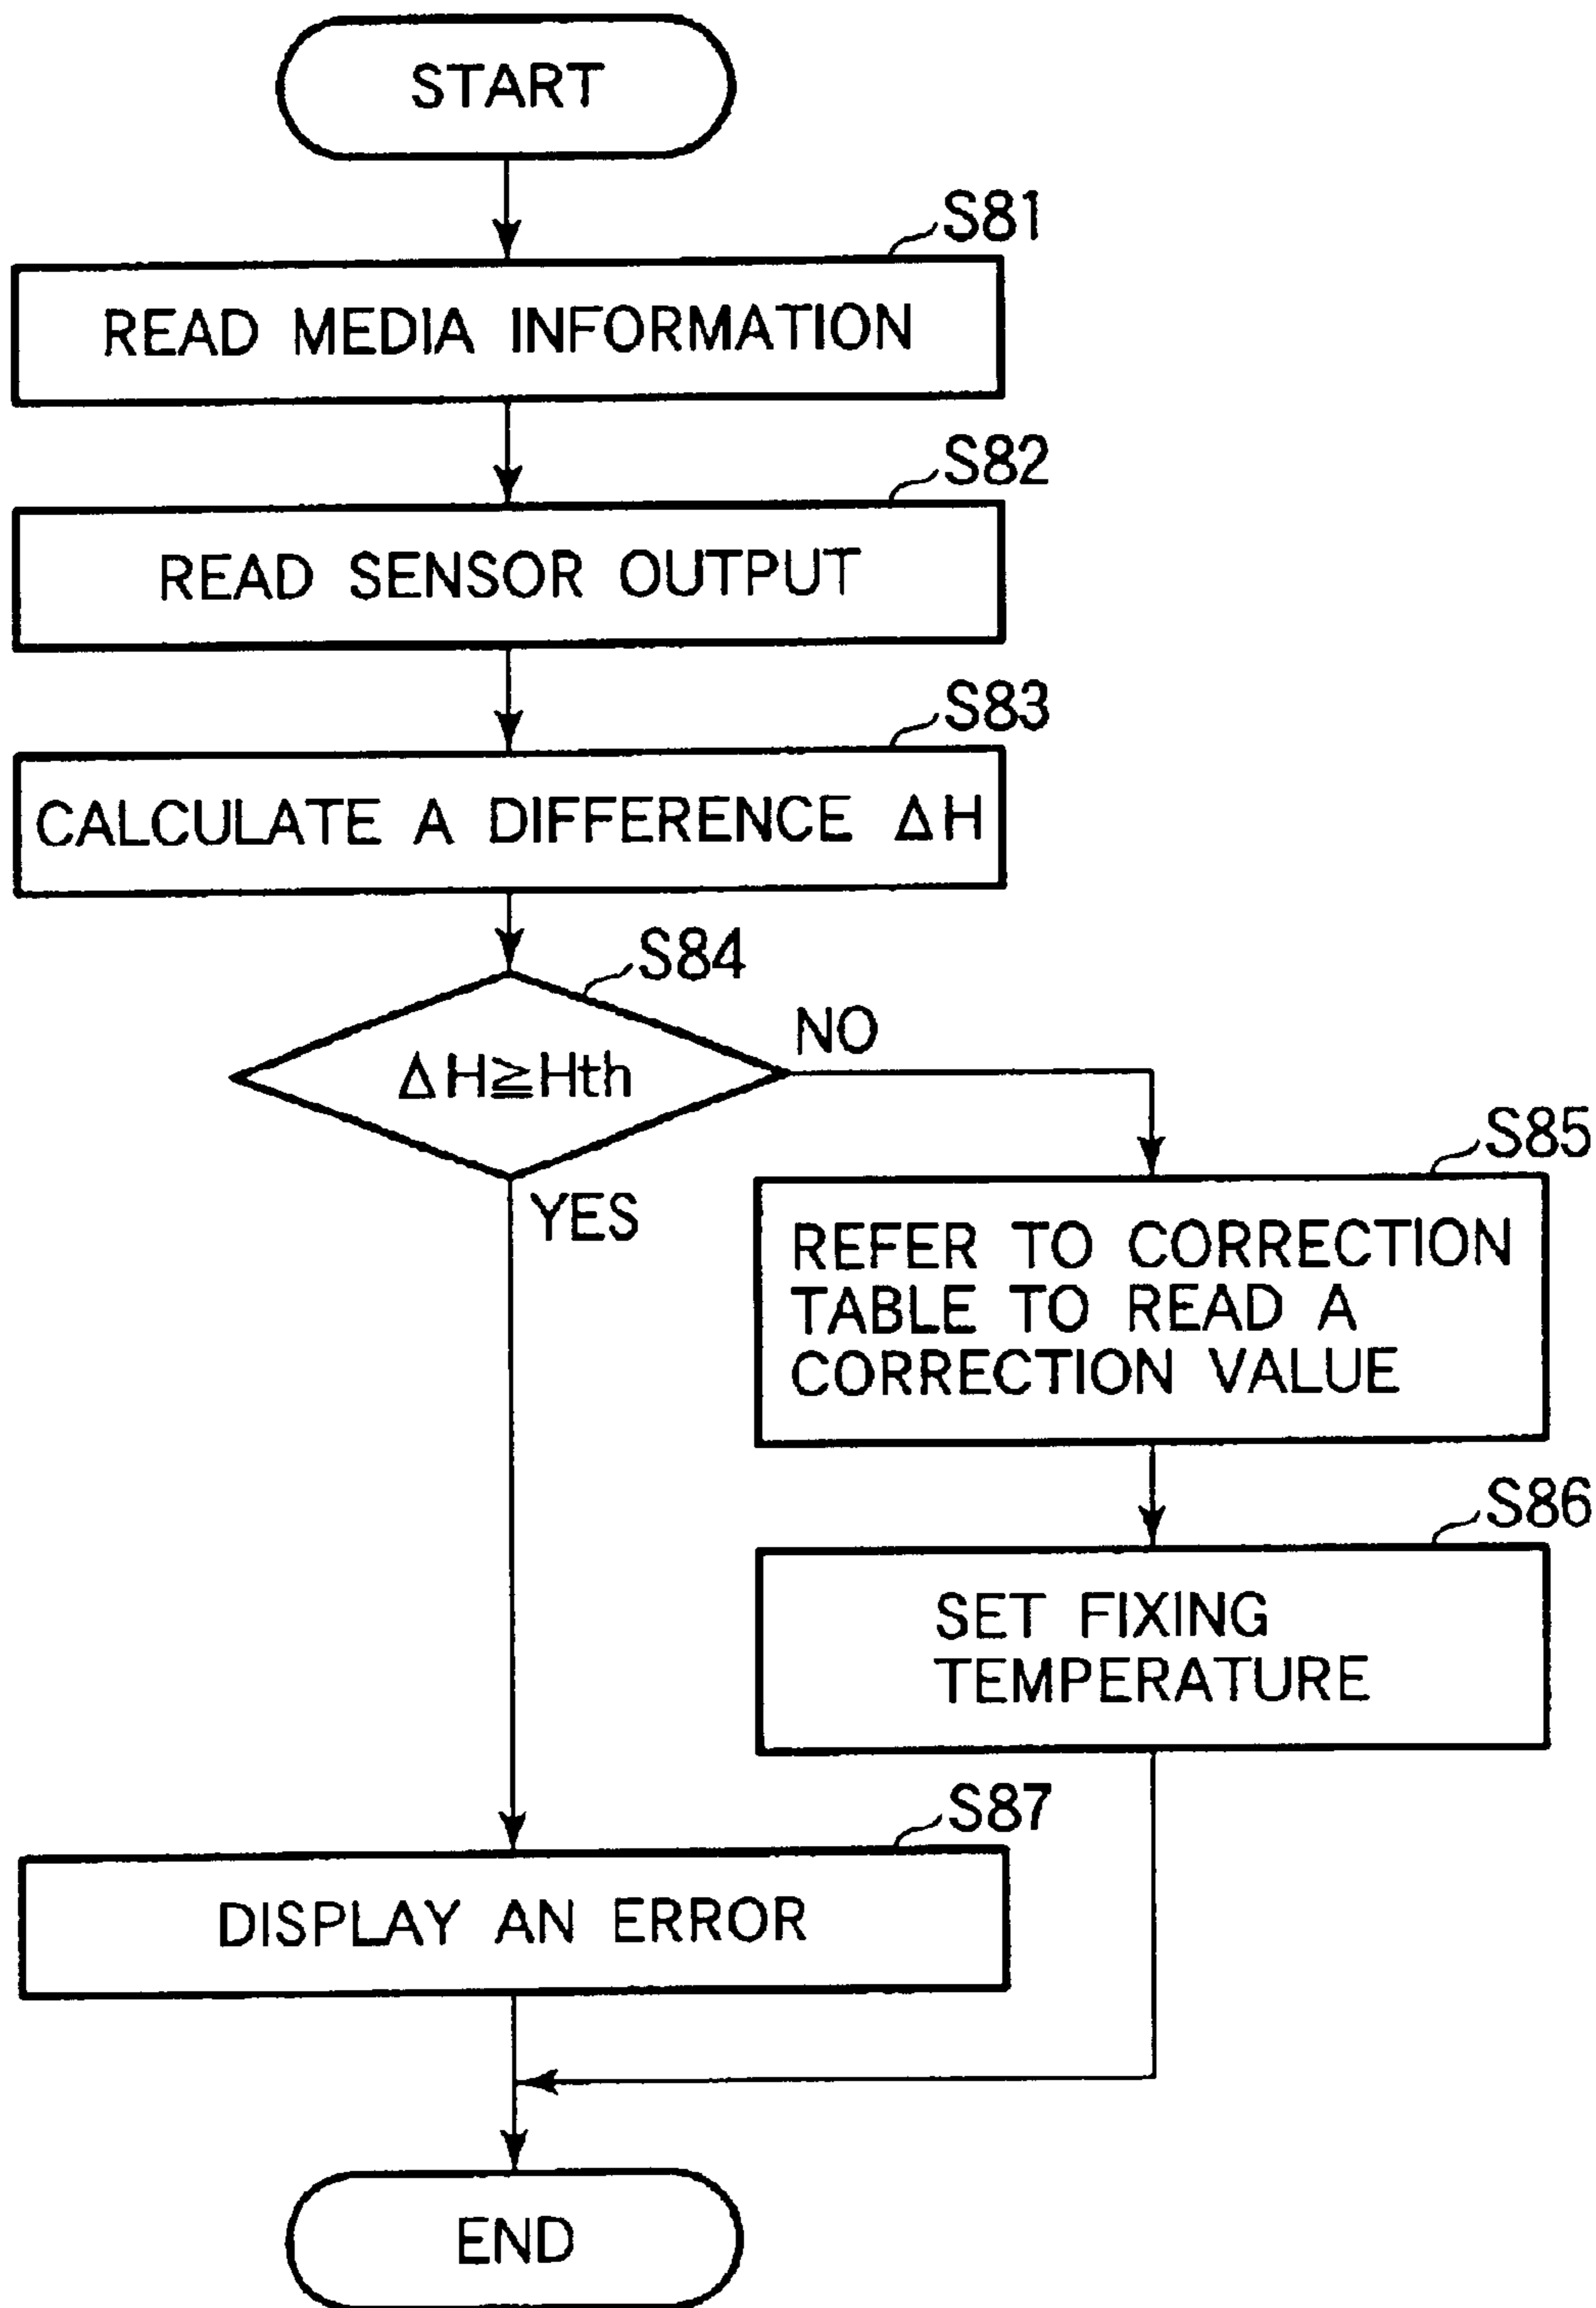 START
S81
READ MEDIA INFORMATION
S82
READ SENSOR OUTPUT
S83
CALCULATE A DIFFERENCE ΔH
S84
ΔH≧Hth
NO
YES
S85
REFER TO CORRECTION
TABLE TO READ A
CORRECTION VALUE
S86
SET FIXING
TEMPERATURE
S87
DISPLAY AN ERROR
END